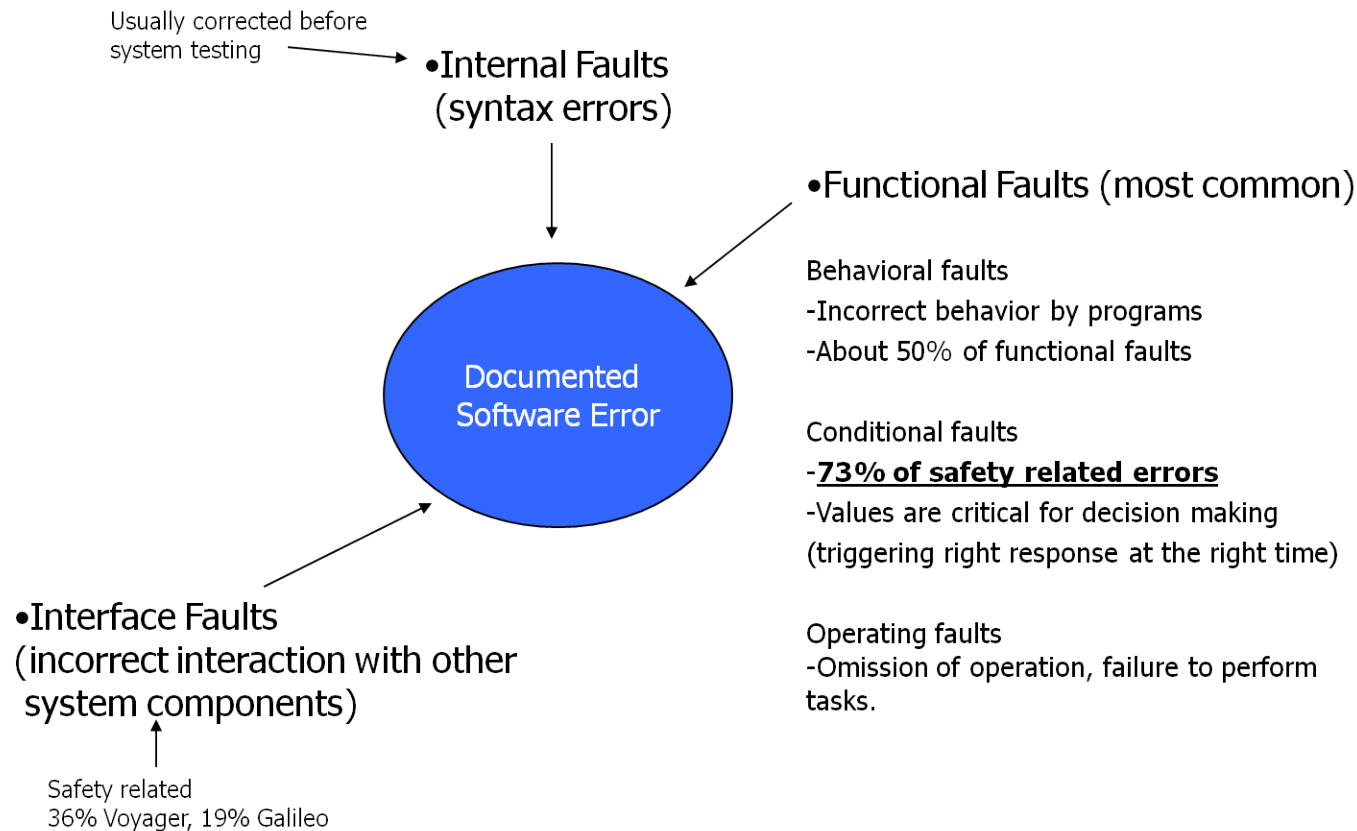 Usually corrected before
system testing
•Internal Faults
(syntax errors)
•Functional Faults (most common)
Behavioral faults
-Incorrect behavior by programs
-About 50% of functional faults
Documented
Software Error
Conditional faults
-73% of safety related errors
-Values are critical for decision making
(triggering right response at the right time)
•Interface Faults
(incorrect interaction with other
system components)
Operating faults
-Omission of operation, failure to perform
tasks.
Safety related
36% Voyager, 19% Galileo